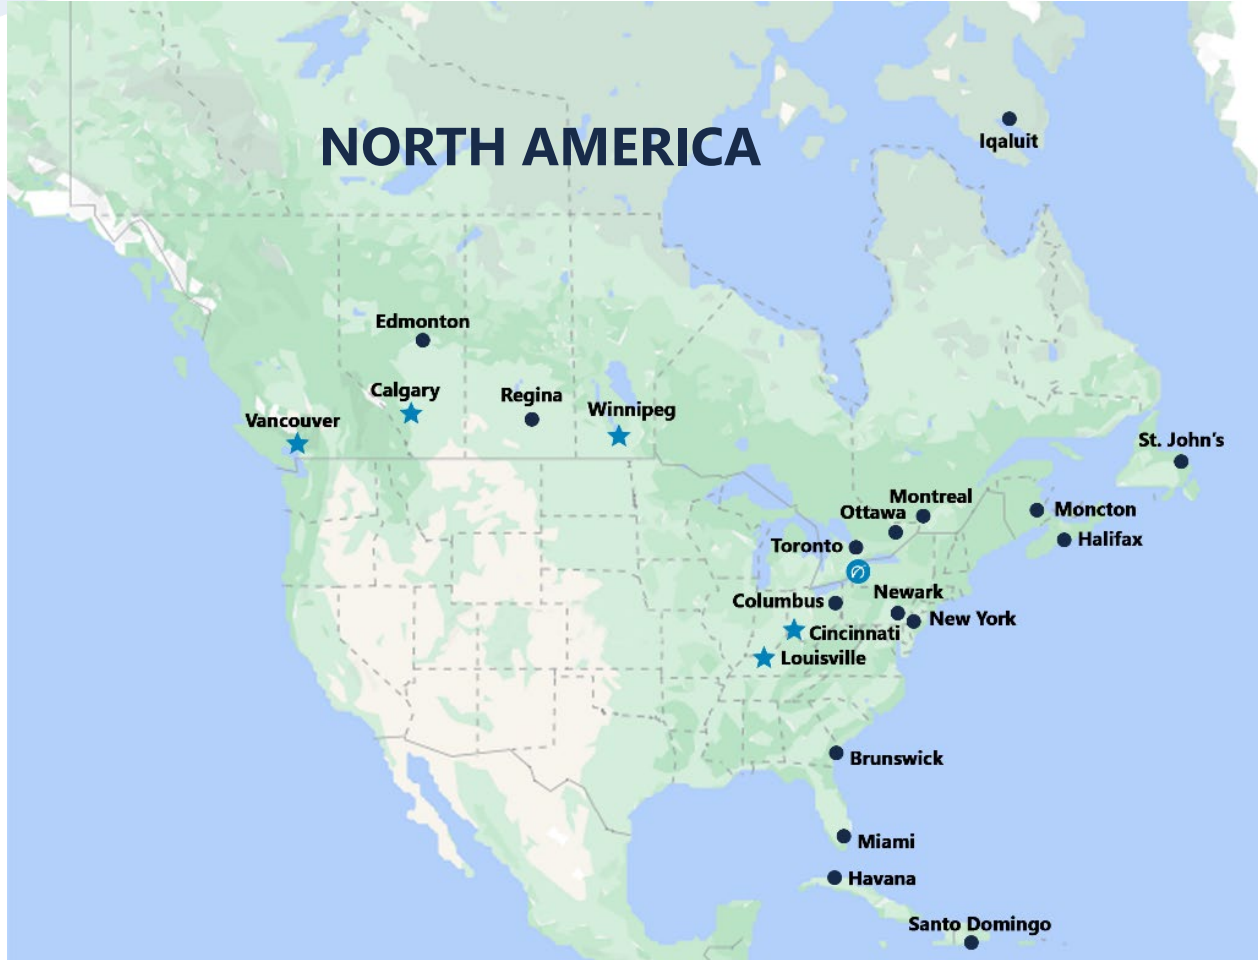 NORTH AMERICA
Iqaluit
Edmonton
Calgary
Regina
Winnipeg
Vancouver
St. John's
Montreal
Ottawa
Moncton
Halifax
Toronto
Newark
Columbus
New York
Cincinnati
Louisville
Brunswick
Miami
Havana
Santo Domingo